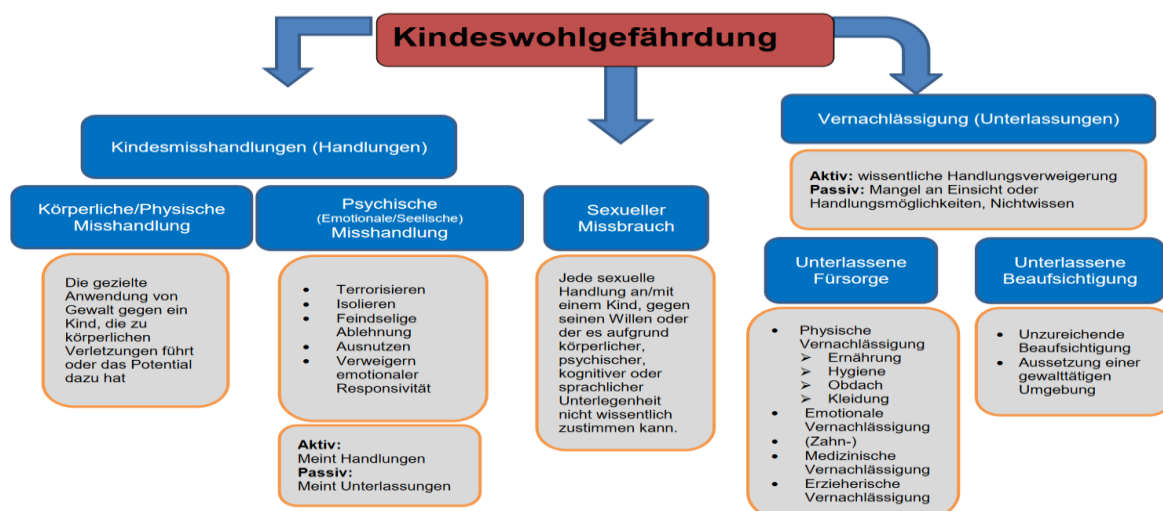 Kindeswohlgefährdung
Kindesmisshandlungen (Handlungen)
Körperliche/Physische
Misshandlung
Die gezielte
Anwendung von
Gewalt gegen ein
Kind, die zu
körperlichen
Verletzungen führt
oder das Potential
dazu hat
Psychische
(Emotionale/Seelische)
Misshandlung
• Terrorisieren
• Isolieren
• Feindselige
Ablehnung
• Ausnutzen
• Verweigern
emotionaler
Responsivität
Aktiv:
Meint Handlungen
Passiv:
Meint Unterlassungen
Sexueller
Missbrauch
Jede sexuelle
Handlung an/mit
einem Kind, gegen
seinen Willen oder
der es aufgrund
körperlicher,
psychischer,
kognitiver oder
sprachlicher
Unterlegenheit
nicht wissentlich
zustimmen kann.
Vernachlässigung (Unterlassungen)
Aktiv: wissentliche Handlungsverweigerung
Passiv: Mangel an Einsicht oder
Handlungsmöglichkeiten, Nichtwissen
Unterlassene
Fürsorge
• Physische
Vernachlässigung
➢ Ernährung
➢ Hygiene
➢ Obdach
➢ Kleidung
• Emotionale
Vernachlässigung
• (Zahn-)
• Medizinische
Vernachlässigung
• Erzieherische
Vernachlässigung
Unterlassene
Beaufsichtigung
• Unzureichende
Beaufsichtigung
• Aussetzung einer
gewalttätigen
Umgebung